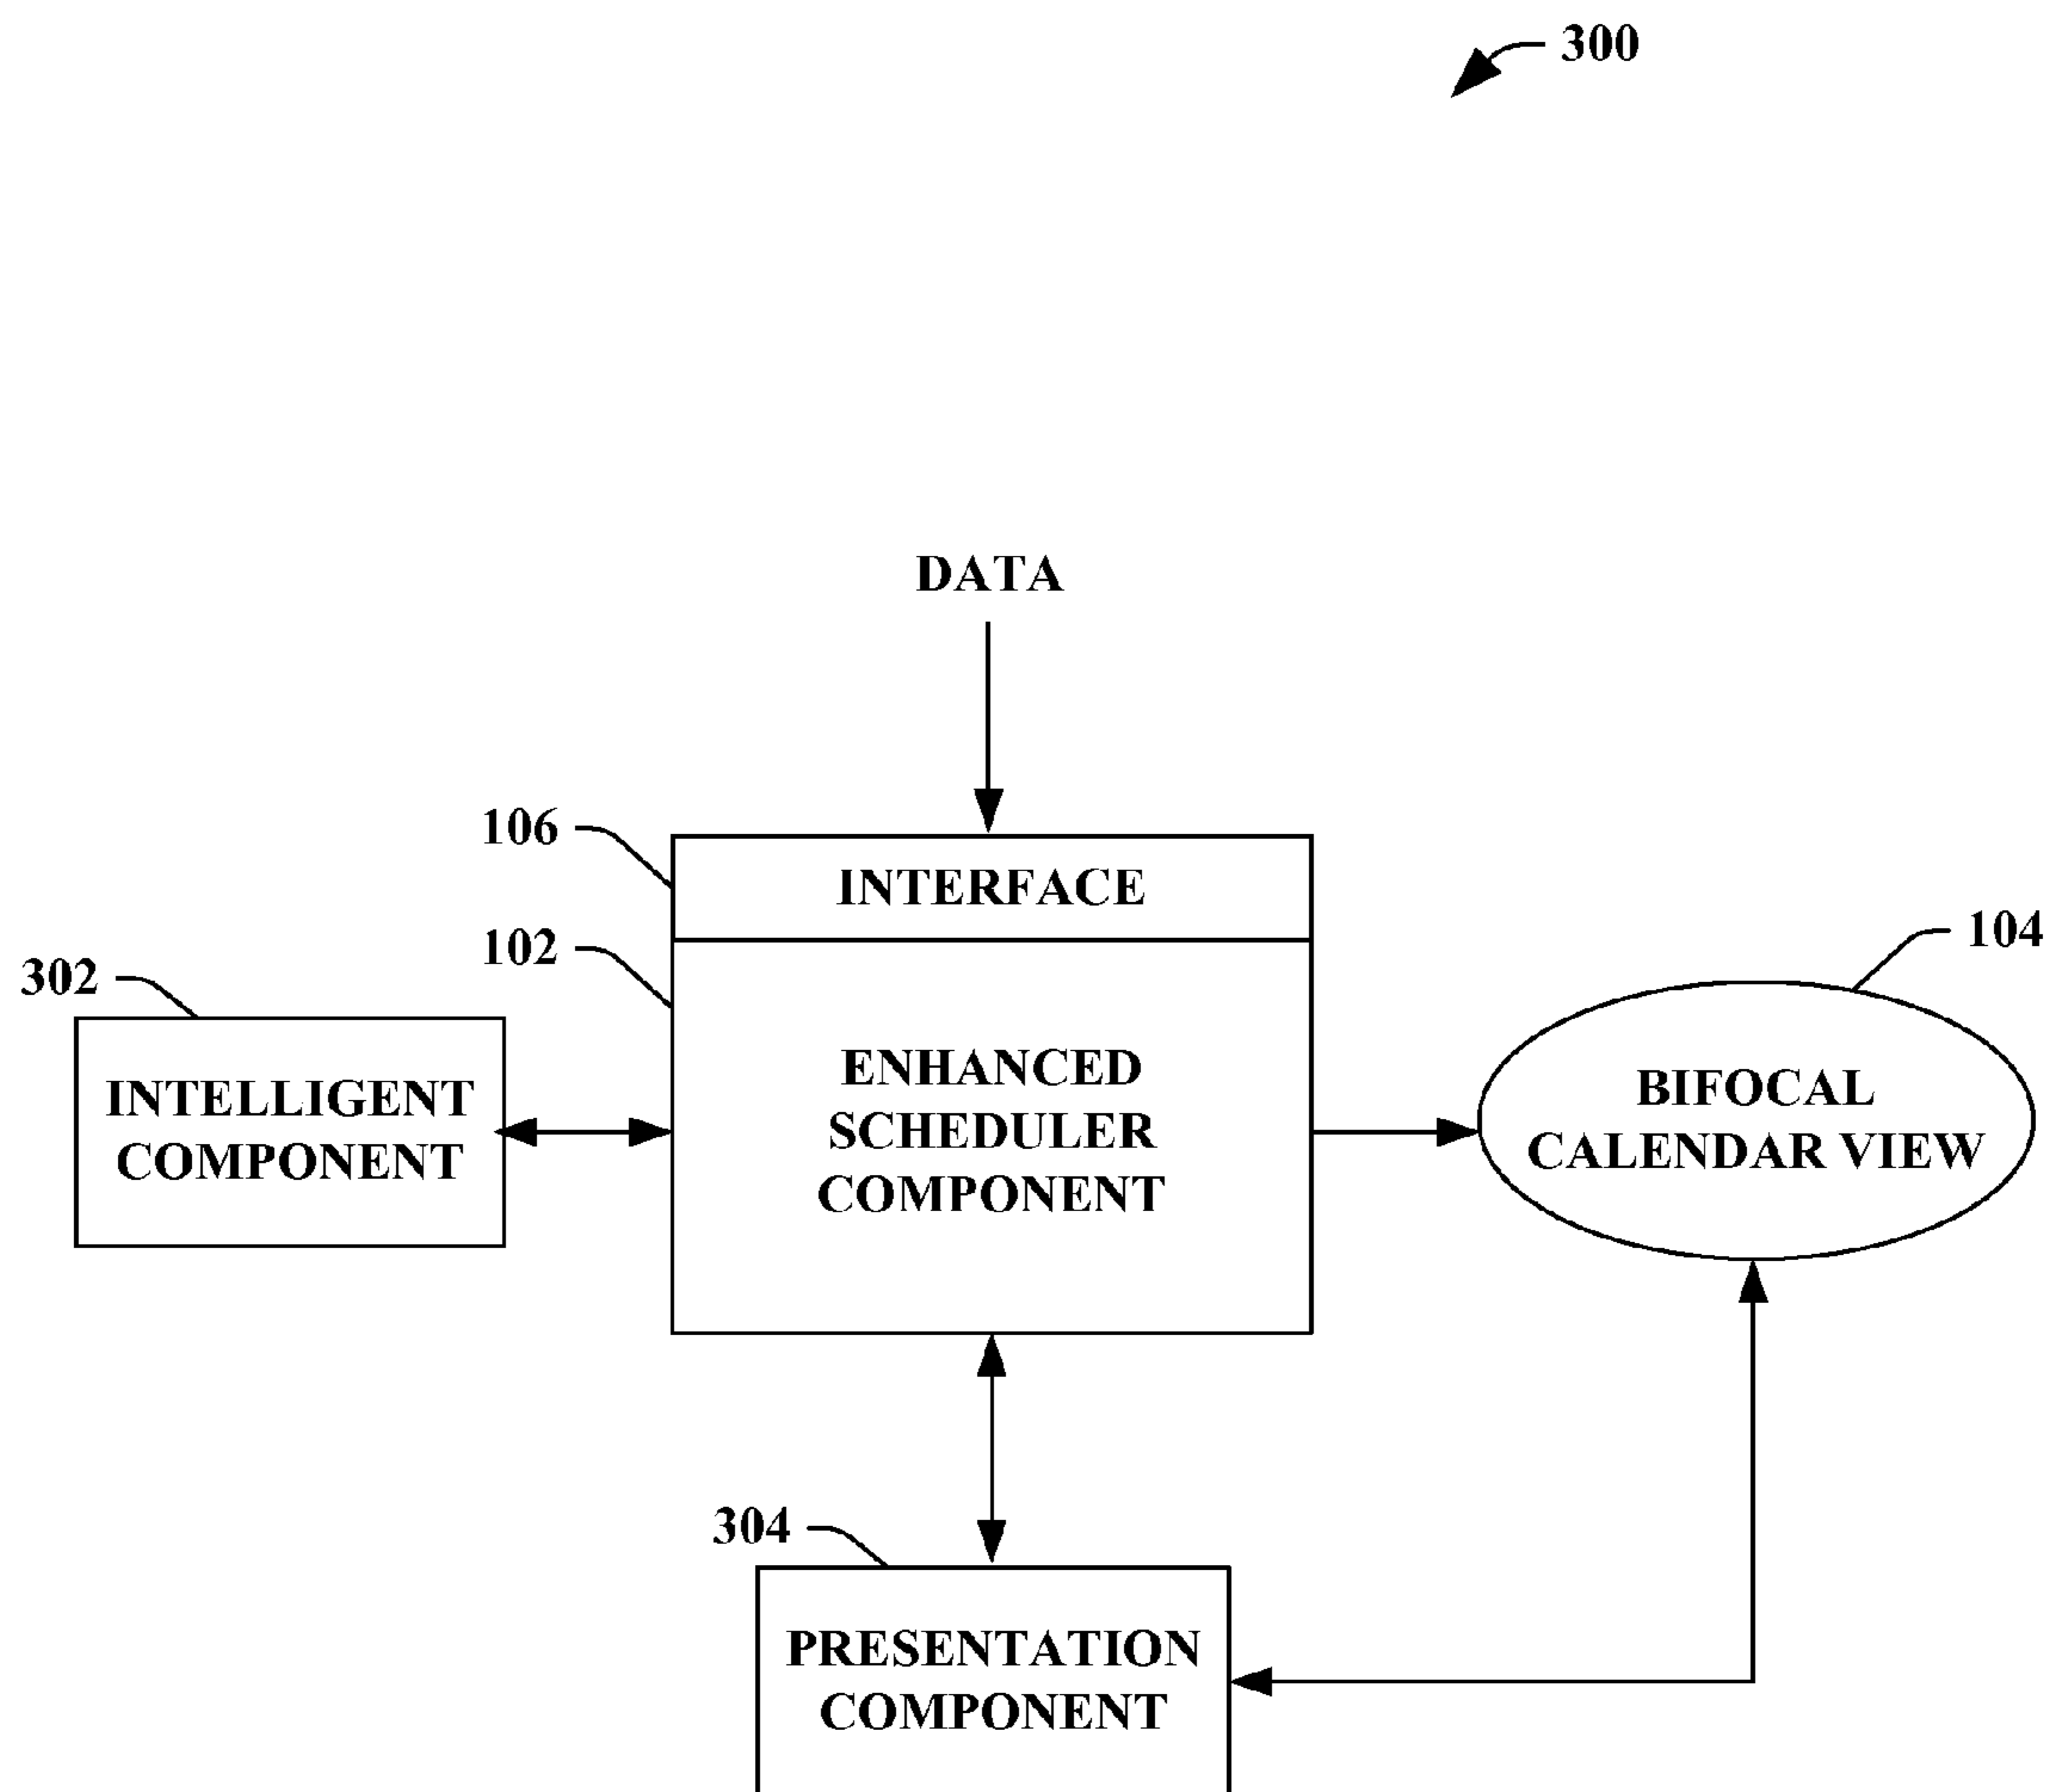 300
DATA
106
INTERFACE
102
104
302
ENHANCED
SCHEDULER
COMPONENT
INTELLIGENT
COMPONENT
BIFOCAL
CALENDAR VIEW
304
PRESENTATION
COMPONENT